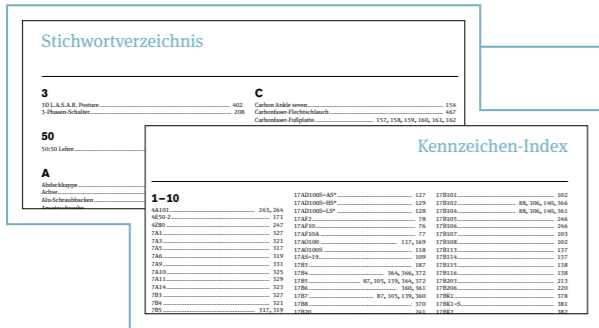 Stichwortverzeichnis
3
3D L.A.S.A.R. Posture 402
3-Phasen-Schalter 208
50
50:50 Lehre
A
Abdeckkappe
Achse
Alu-Schraubbacken
C
Carbon Ankle seven 154
Carbonfaser-Flechtschlauch 467
Carbonfaser-Fußplatte 157, 158, 159, 160, 161, 162
Kennzeichen-Index
1–10
4A101 263, 264
4E50-2 171
4Z80 247
7A1 327
7A3 321
7A5 317
7A6 319
7A9 331
7A10 325
7A11 329
7A14 323
7B3 327
7B4 321
7B5 317, 319
17AD100S=AS* 127
17AD100S=HS* 129
17AD100S=LS* 128
17AF2 78
17AF10 76
17AF10A 77
17AO100 117, 169
17AO100S 118
17AS=19 109
17B3 187
17B4 364, 366, 372
17B5 87, 105, 139, 364, 372
17B6 360, 361
17B7 87, 105, 139, 360
17B8 370
17B20 241
17B101 102
17B102 88, 106, 140, 366
17B104 88, 106, 140, 361
17B105 246
17B106 246
17B107 103
17B108 102
17B113 137
17B114 137
17B115 138
17B116 138
17B203 213
17B206 220
17BK1 378
17BK1=S 381
17BK2 382